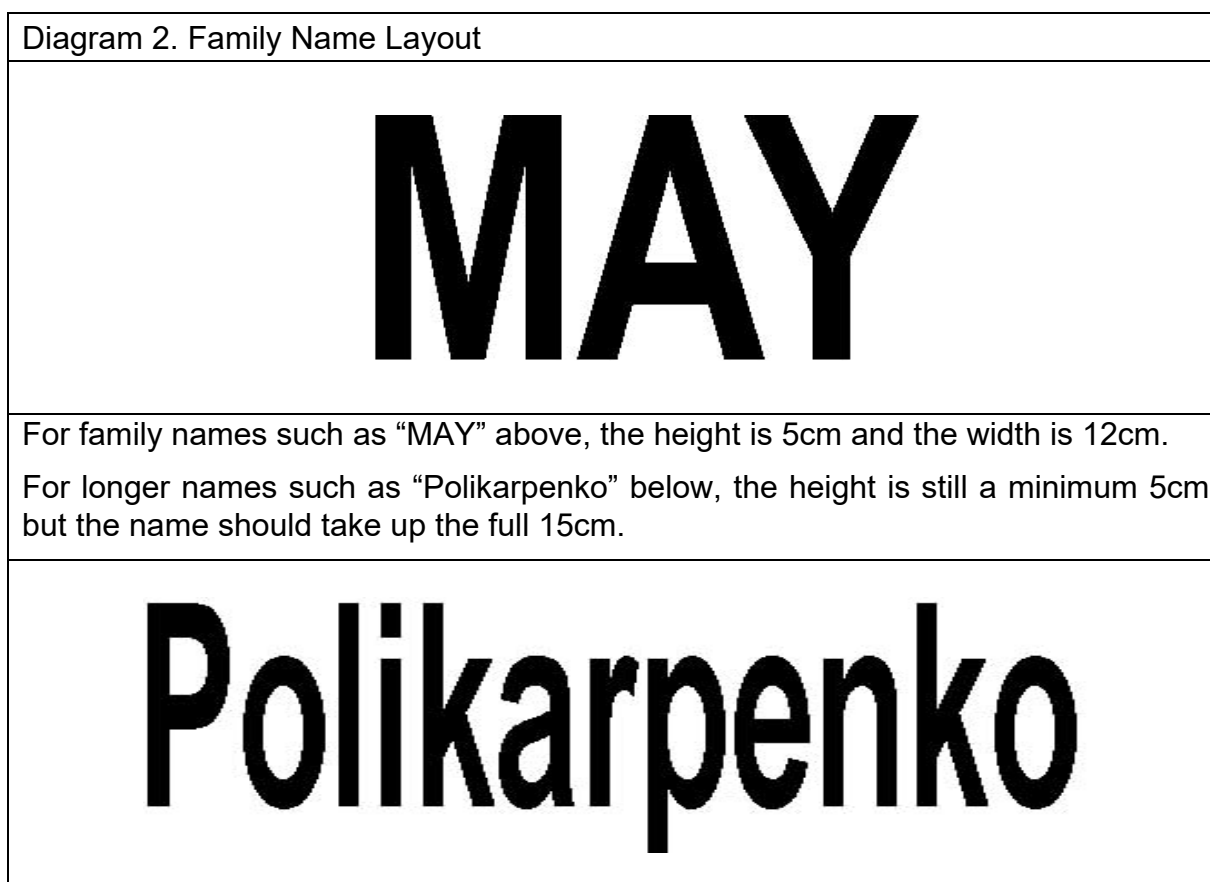 Diagram 2. Family Name Layout
MAY
For family names such as “MAY” above, the height is 5cm and the width is 12cm.
For longer names such as “Polikarpenko” below, the height is still a minimum 5cm
but the name should take up the full 15cm.
Polikarpenko